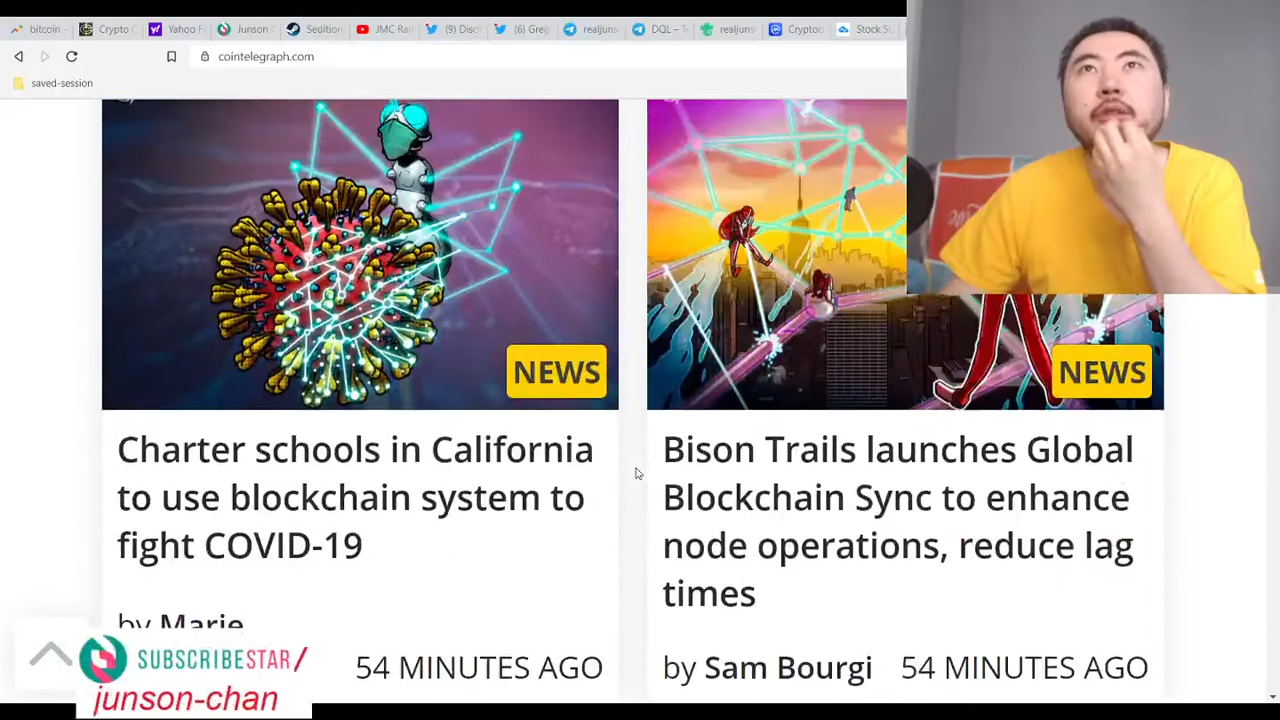 bitcoin
Crypto C
Yahoo F
Junson C
Sedition
JMC Rad
(9) Disc
(6) Greg
realjuns
DQL – Te
realjuns
Cryptoc
Stock Sc
cointelegraph.com
saved-session
NEWS
NEWS
Charter schools in California
to use blockchain system to
fight COVID-19
by Marie
54 MINUTES AGO
Bison Trails launches Global
Blockchain Sync to enhance
node operations, reduce lag
times
by Sam Bourgi
54 MINUTES AGO
SUBSCRIBESTAR/
junson-chan